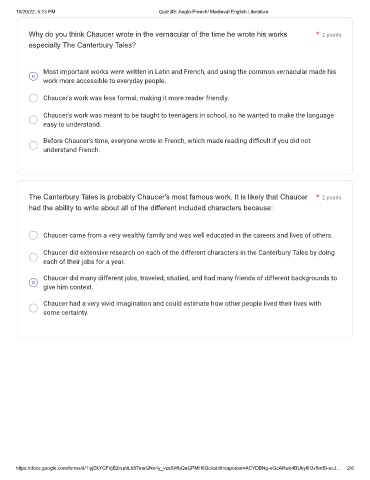 10/20/22, 5:13 PM Quiz #3: Anglo-French/ Medieval English Literature
Why do you think Chaucer wrote in the vernacular of the time he wrote his works * 2 points
especially The Canterbury Tales?
Most important works were written in Latin and French, and using the common vernacular made his
work more accessible to everyday people.
Chaucer's work was less formal, making it more reader friendly.
Chaucer's work was meant to be taught to teenagers in school, so he wanted to make the language
easy to understand.
Before Chaucer's time, everyone wrote in French, which made reading difficult if you did not
understand French.
The Canterbury Tales is probably Chaucer's most famous work. It is likely that Chaucer * 2 points
had the ability to write about all of the different included characters because:
Chaucer came from a very wealthy family and was well educated in the careers and lives of others.
Chaucer did extensive research on each of the different characters in the Canterbury Tales by doing
each of their jobs for a year.
Chaucer did many different jobs, traveled, studied, and had many friends of different backgrounds to
give him context.
Chaucer had a very vivid imagination and could estimate how other people lived their lives with
some certainty.
2/6